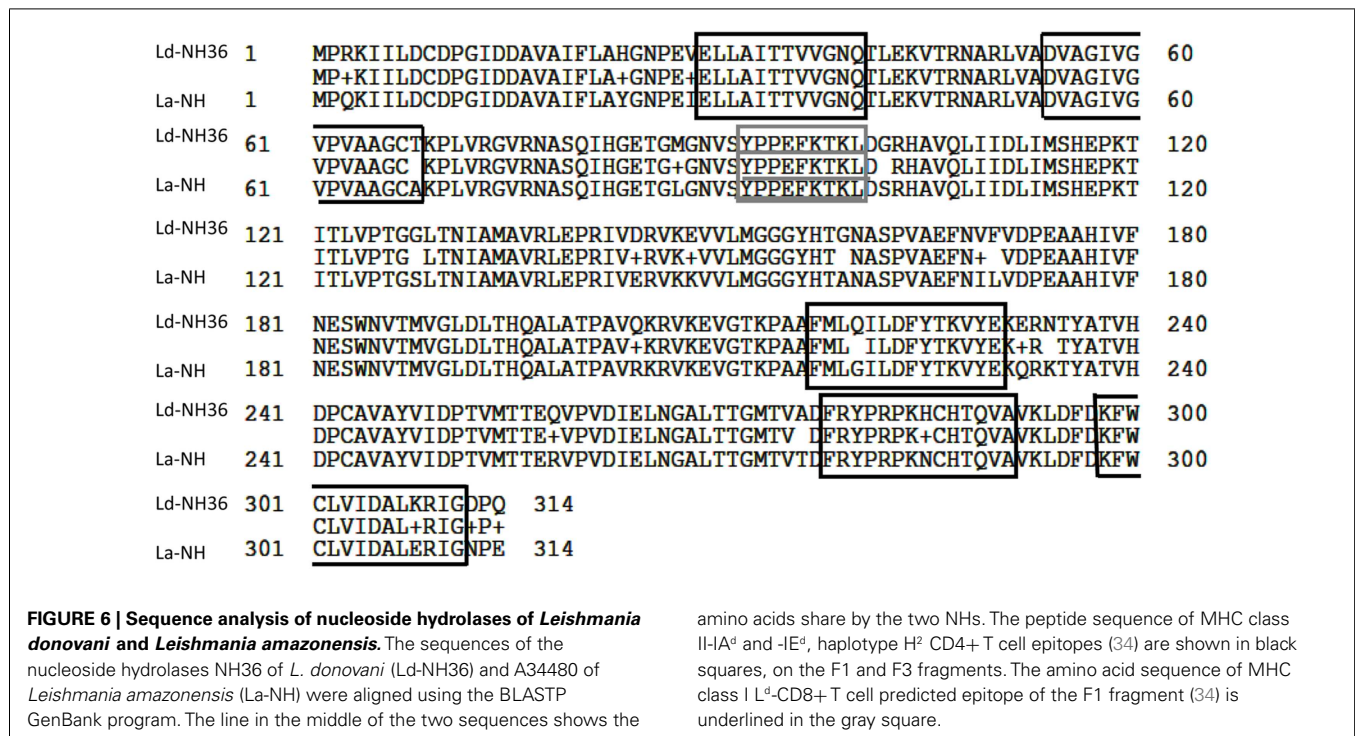 Ld-NH36 1 MPRKIILDCDPGIDDAVAIFLAHGNPEVELLAITTVVGNQTLEKVTRNARLVADVAGIVG 60
MP+KIILDCDPGIDDAVAIFLA+GNPE+ELLAITTVVGNQTLEKVTRNARLVADVAGIVG
La-NH 1 MPQKIILDCDPGIDDAVAIFLAYGNPEIELLAITTVVGNQTLEKVTRNARLVADVAGIVG 60
Ld-NH36 61 VPVAAGCTKPLVRGVRNASQIHGETGMGNVSYPPEFKTKLDGRHAVQLIIDLIMSHEPKT 120
VPVAAGC KPLVRGVRNASQIHGETG+GNVSYPPEFKTKLD RHAVQLIIDLIMSHEPKT
La-NH 61 VPVAAGCAKPLVRGVRNASQIHGETGLGNVSYPPEFKTKLDSRHAVQLIIDLIMSHEPKT 120
Ld-NH36 121 ITLVPTGGLTNIAMAVRLEPRIVDRVKEVVLMGGGYHTGNASPVAEFNVFVDPEAAHIVF 180
ITLVPTG LTNIAMAVRLEPRIV+RVK+VVLMGGGYHT NASPVAEFN+ VDPEAAHIVF
La-NH 121 ITLVPTGSLTNIAMAVRLEPRIVERVKKVVLMGGGYHTANASPVAEFNILVDPEAAHIVF 180
Ld-NH36 181 NESWNVTMVGLDLTHQALATPAVQKRVKEVGTKPAAFMLQILDFYTKVYEKERNTYATVH 240
NESWNVTMVGLDLTHQALATPAV+KRVKEVGTKPAAFML ILDFYTKVYEK+R TYATVH
La-NH 181 NESWNVTMVGLDLTHQALATPAVRKRVKEVGTKPAAFMLGILDFYTKVYEKQRKTYATVH 240
Ld-NH36 241 DPCAVAYVIDPTVMTTEQVPVDIELNGALTTGMTVADFRYPRPKHCHTQVAVKLDFDKFW 300
DPCAVAYVIDPTVMTTE+VPVDIELNGALTTGMTV DFRYPRPK+CHTQVAVKLDFDKFW
La-NH 241 DPCAVAYVIDPTVMTTERVPVDIELNGALTTGMTVTDFRYPRPKNCHTQVAVKLDFDKFW 300
Ld-NH36 301 CLVIDALKRIGDPQ 314
CLVIDAL+RIG+P+
La-NH 301 CLVIDALERIGNPE 314
FIGURE 6 | Sequence analysis of nucleoside hydrolases of Leishmania
donovani and Leishmania amazonensis. The sequences of the
nucleoside hydrolases NH36 of L. donovani (Ld-NH36) and A34480 of
Leishmania amazonensis (La-NH) were aligned using the BLASTP
GenBank program. The line in the middle of the two sequences shows the
amino acids share by the two NHs. The peptide sequence of MHC class
II-IAᵈ and -IEᵈ, haplotype H² CD4+ T cell epitopes (34) are shown in black
squares, on the F1 and F3 fragments. The amino acid sequence of MHC
class I Lᵈ-CD8+ T cell predicted epitope of the F1 fragment (34) is
underlined in the gray square.